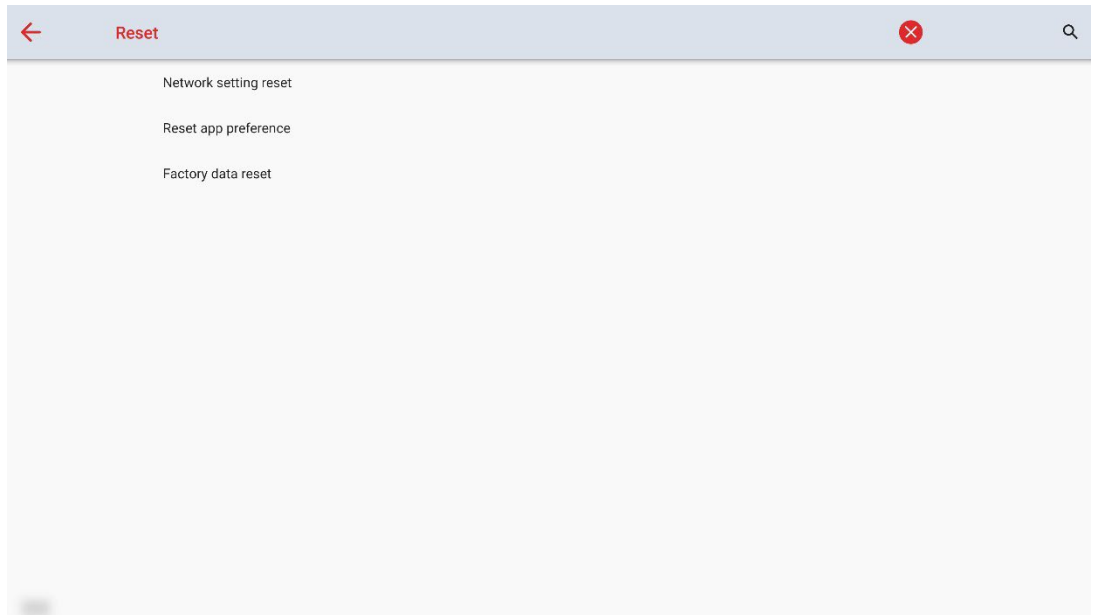 Reset
Network setting reset
Reset app preference
Factory data reset